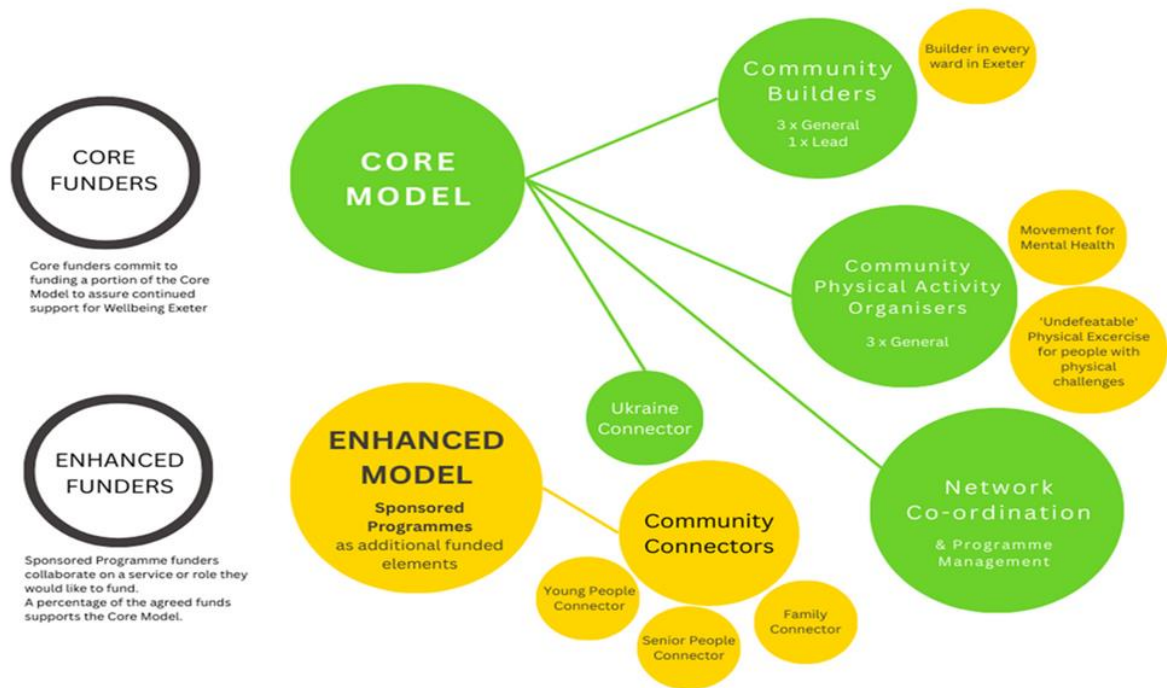 CORE
FUNDERS
Core funders commit to
funding a portion of the Core
Model to assure continued
support for Wellbeing Exeter
CORE
MODEL
Community
Builders
3 x General
1 x Lead
Builder in every
ward in Exeter
Community
Physical Activity
Organisers
3 x General
Movement for
Mental Health
'Undefeatable'
Physical Excercise
for people with
physical
challenges
Ukraine
Connector
Network
Co-ordination
& Programme
Management
ENHANCED
FUNDERS
Sponsored Programme funders
collaborate on a service or role they
would like to fund.
A percentage of the agreed funds
supports the Core Model.
ENHANCED
MODEL
Sponsored
Programmes
as additional funded
elements
Community
Connectors
Young People
Connector
Senior People
Connector
Family
Connector